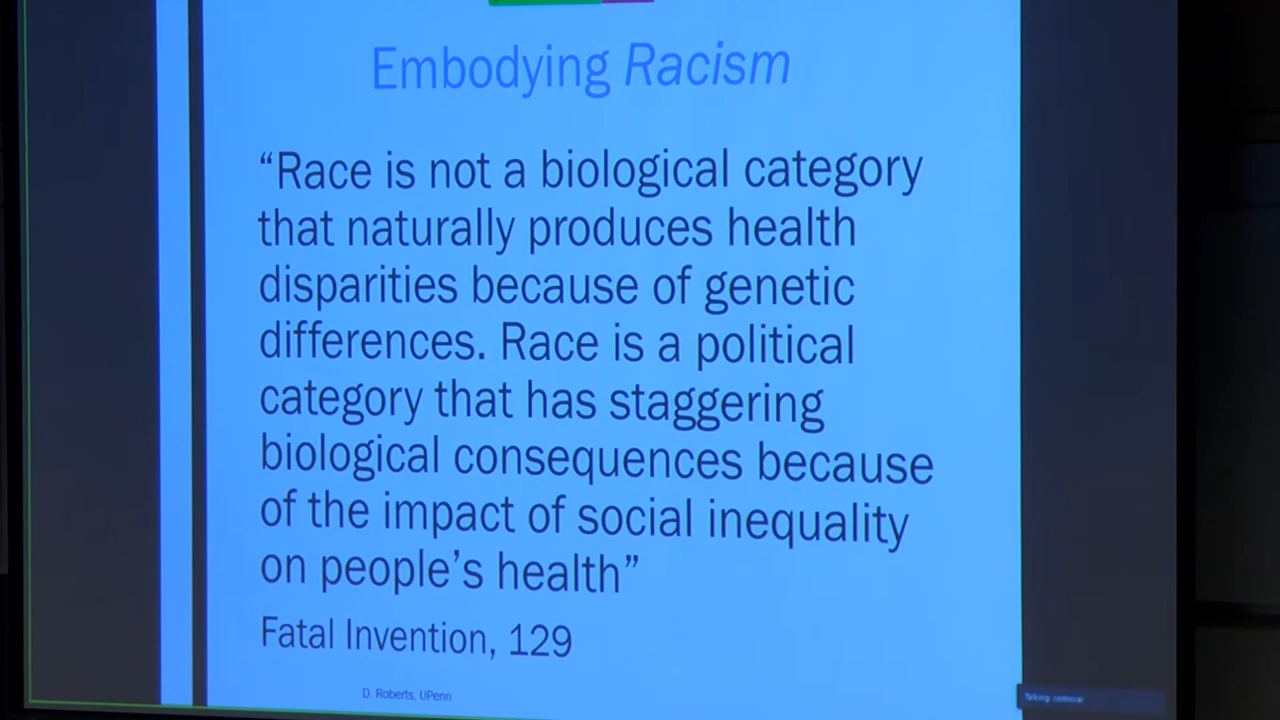 Embodying Racism
“Race is not a biological category
that naturally produces health
disparities because of genetic
differences. Race is a political
category that has staggering
biological consequences because
of the impact of social inequality
on people’s health”
Fatal Invention, 129
D. Roberts, UPenn
Talking: